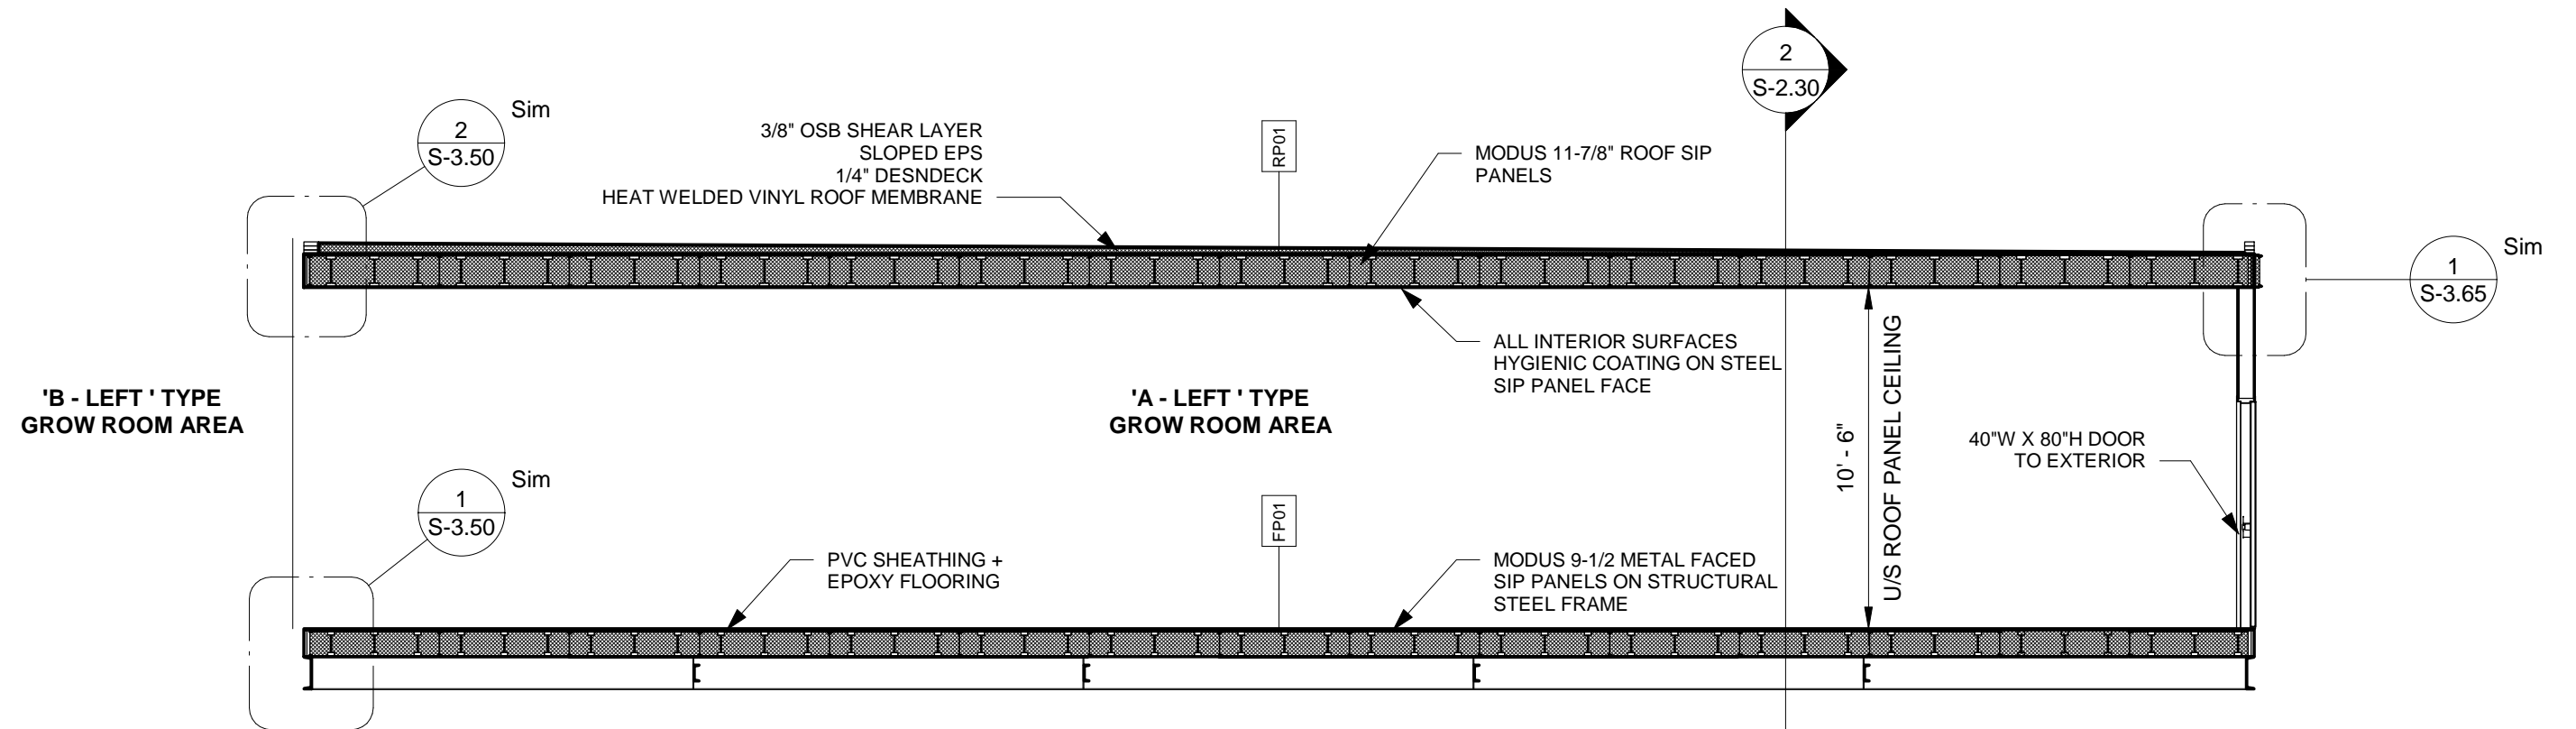 2
S-2.30
2
S-3.50
Sim
3/8" OSB SHEAR LAYER
SLOPED EPS
1/4" DESNDECK
HEAT WELDED VINYL ROOF MEMBRANE
RP01
MODUS 11-7/8" ROOF SIP
PANELS
1
S-3.65
Sim
ALL INTERIOR SURFACES
HYGIENIC COATING ON STEEL
SIP PANEL FACE
'B - LEFT ' TYPE
GROW ROOM AREA
'A - LEFT ' TYPE
GROW ROOM AREA
10' - 6"
U/S ROOF PANEL CEILING
40"W X 80"H DOOR
TO EXTERIOR
1
S-3.50
Sim
FP01
PVC SHEATHING +
EPOXY FLOORING
MODUS 9-1/2 METAL FACED
SIP PANELS ON STRUCTURAL
STEEL FRAME